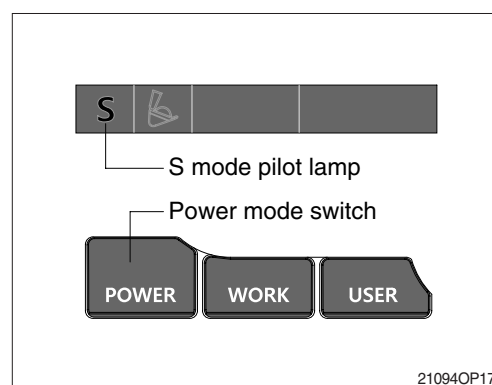 S
S mode pilot lamp
Power mode switch
POWER WORK USER
21094OP17